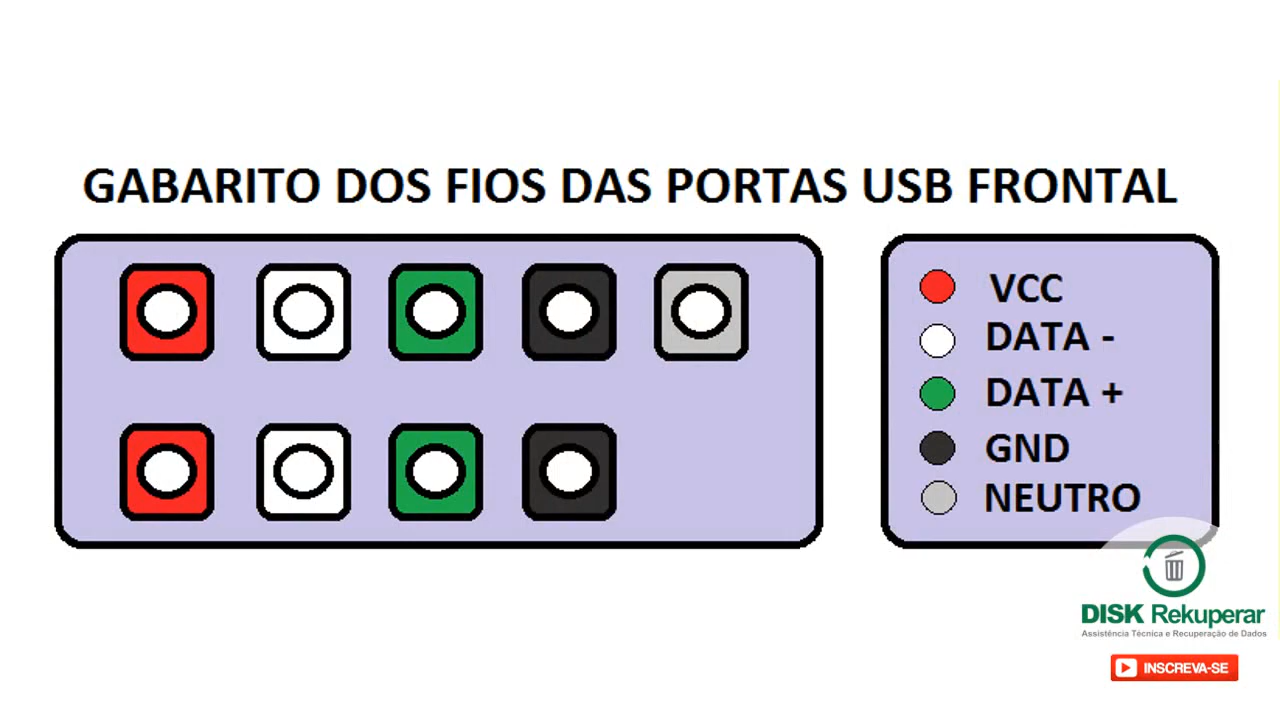 GABARITO DOS FIOS DAS PORTAS USB FRONTAL
VCC
DATA -
DATA +
GND
NEUTRO
DISK Rekuperar
Assistência Técnica e Recuperação de Dados
INSCREVA-SE